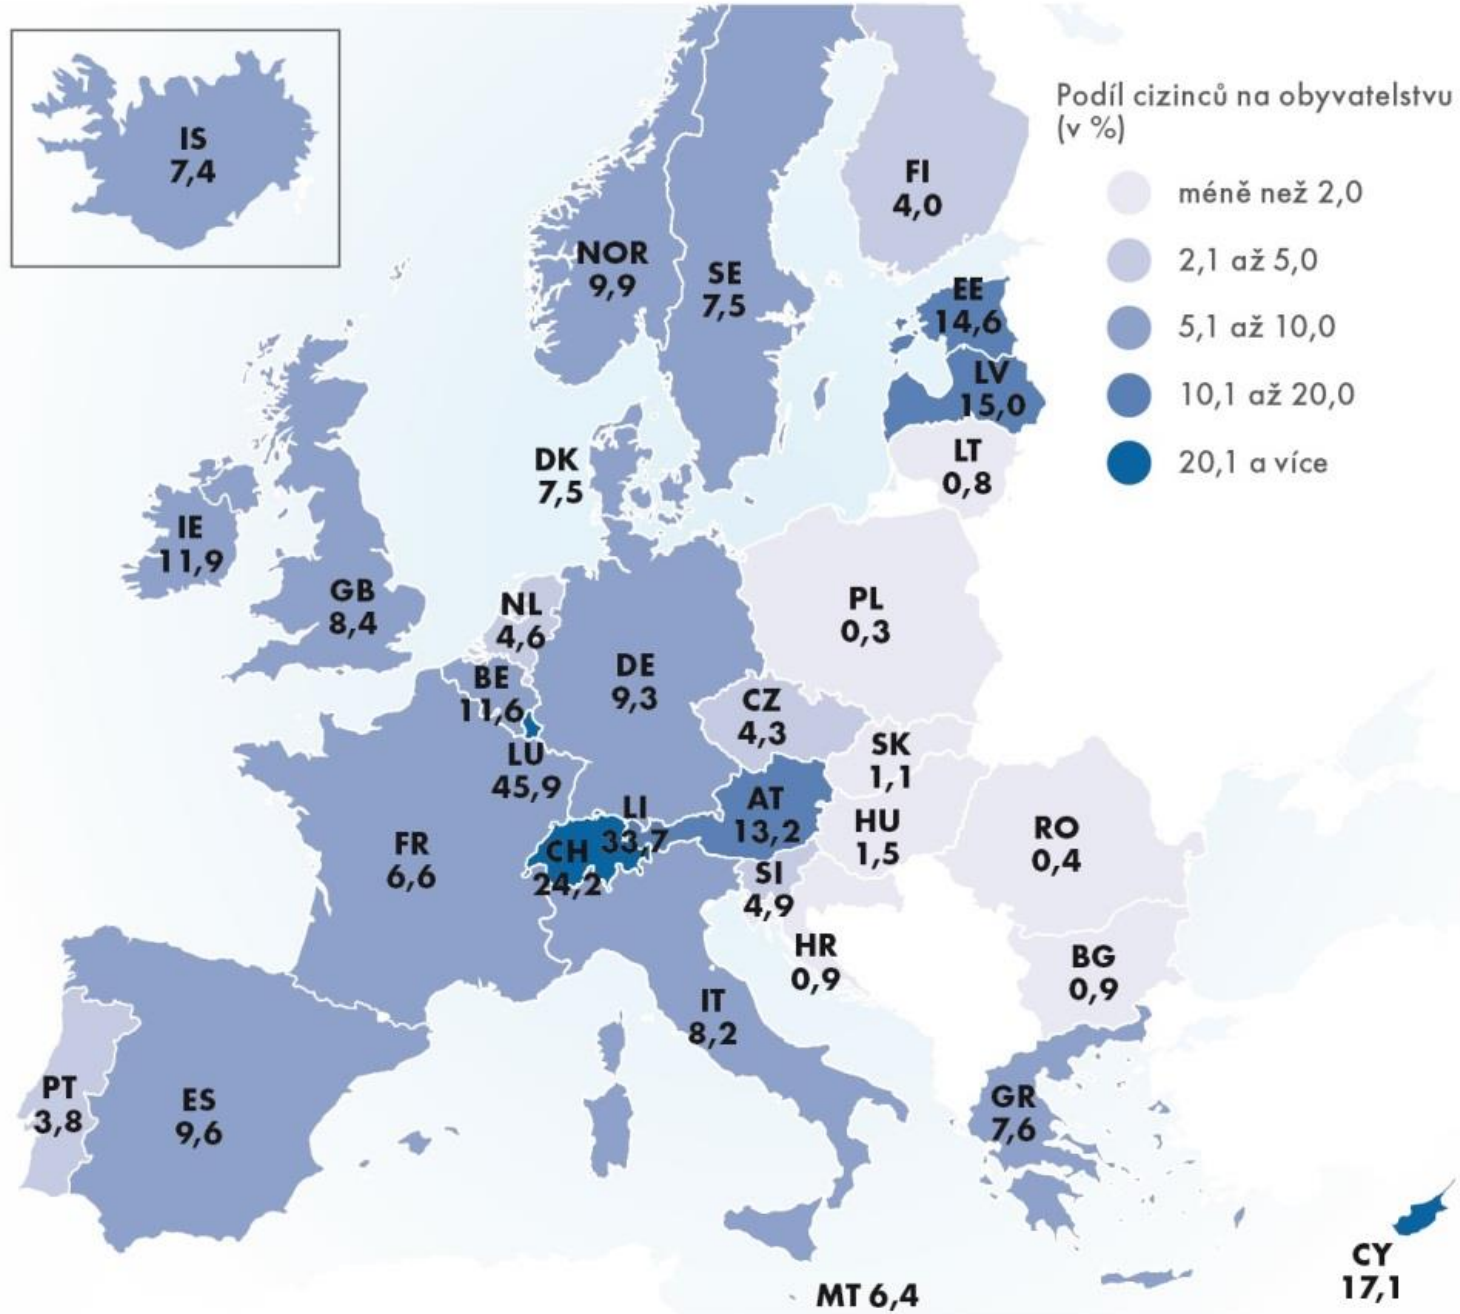 Podíl cizinců na obyvatelstvu
(v %)
méně než 2,0
2,1 až 5,0
5,1 až 10,0
10,1 až 20,0
20,1 a více
IS
7,4
FI
4,0
NOR
9,9
SE
7,5
EE
14,6
LV
15,0
LT
0,8
DK
7,5
IE
11,9
GB
8,4
NL
4,6
BE
11,6
LU
45,9
DE
9,3
PL
0,3
CZ
4,3
SK
1,1
AT
13,2
LI
33,7
CH
24,2
HU
1,5
RO
0,4
FR
6,6
SI
4,9
HR
0,9
BG
0,9
IT
8,2
PT
3,8
ES
9,6
GR
7,6
CY
17,1
MT 6,4